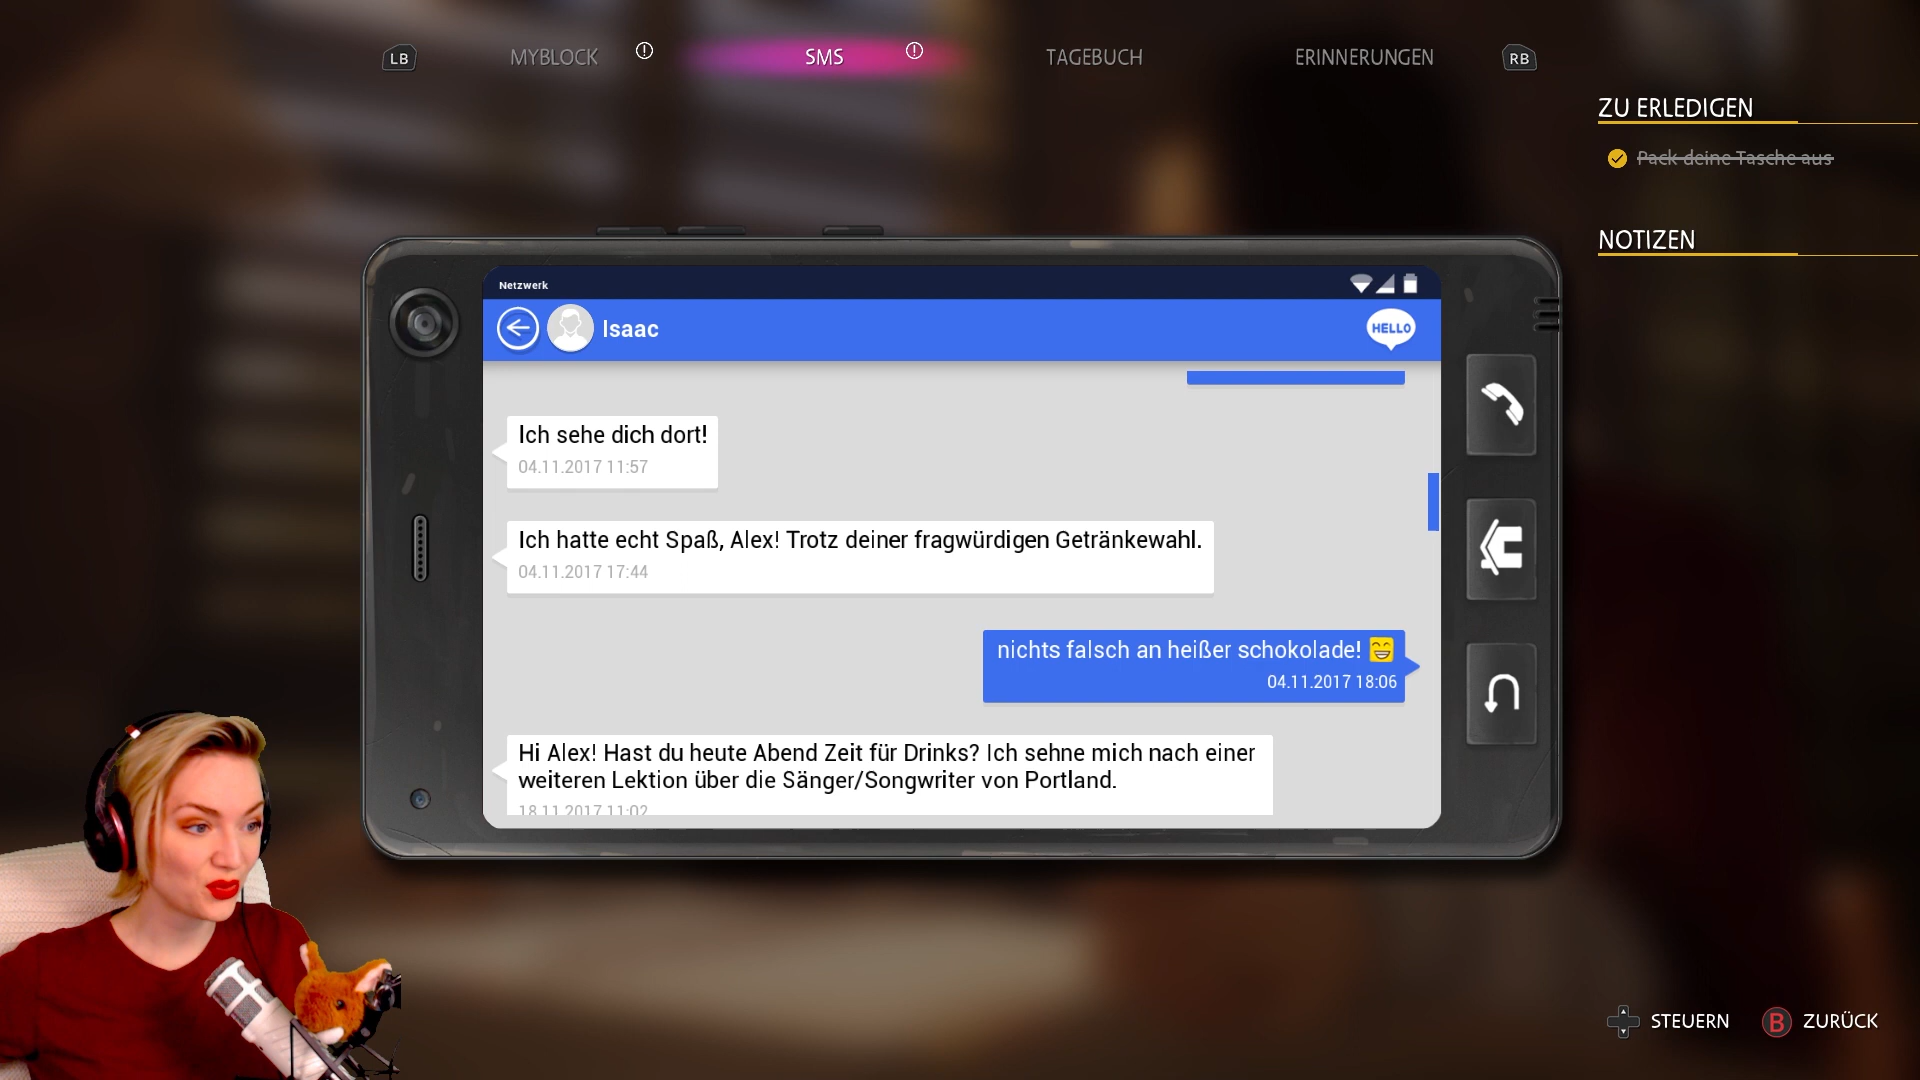 LB
MYBLOCK
SMS
TAGEBUCH
ERINNERUNGEN
RB
ZU ERLEDIGEN
Pack deine Tasche aus
NOTIZEN
Netzwerk
Isaac
HELLO
Ich sehe dich dort!
04.11.2017 11:57
Ich hatte echt Spaß, Alex! Trotz deiner fragwürdigen Getränkewahl.
04.11.2017 17:44
nichts falsch an heißer schokolade!
04.11.2017 18:06
Hi Alex! Hast du heute Abend Zeit für Drinks? Ich sehne mich nach einer
weiteren Lektion über die Sänger/Songwriter von Portland.
18.11.2017 11:02
STEUERN
B ZURÜCK